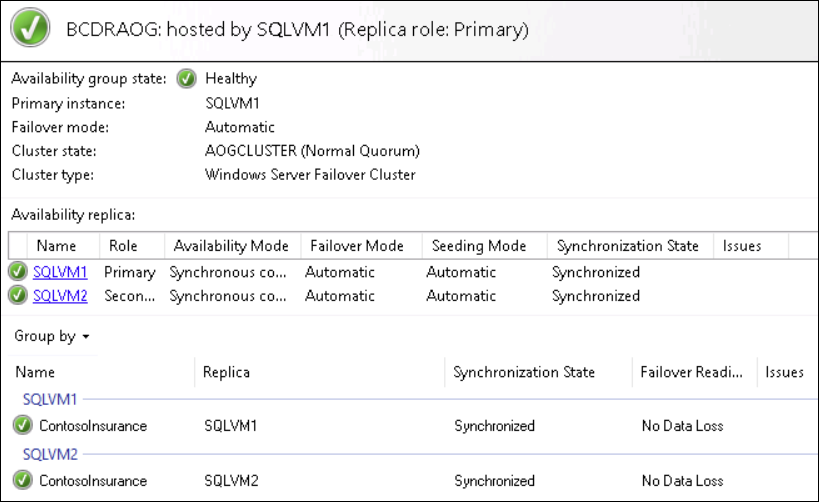 BCDRAOG: hosted by SQLVM1 (Replica role: Primary)
Availability group state: Healthy
Primary instance: SQLVM1
Failover mode: Automatic
Cluster state: AOGCLUSTER (Normal Quorum)
Cluster type: Windows Server Failover Cluster
Availability replica:
Name Role Availability Mode Failover Mode Seeding Mode Synchronization State Issues
SQLVM1 Primary Synchronous co... Automatic Automatic Synchronized
SQLVM2 Secon... Synchronous co... Automatic Automatic Synchronized
Group by
Name Replica Synchronization State Failover Readi... Issues
SQLVM1
ContosoInsurance SQLVM1 Synchronized No Data Loss
SQLVM2
ContosoInsurance SQLVM2 Synchronized No Data Loss